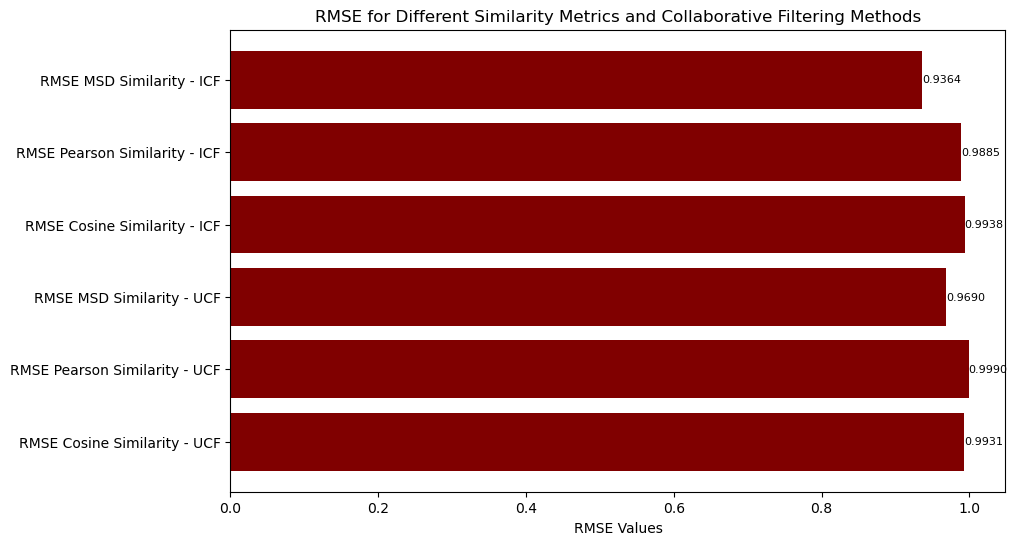 RMSE for Different Similarity Metrics and Collaborative Filtering Methods
RMSE MSD Similarity - ICF 0.9364
RMSE Pearson Similarity - ICF 0.9885
RMSE Cosine Similarity - ICF 0.9938
RMSE MSD Similarity - UCF 0.9690
RMSE Pearson Similarity - UCF 0.9990
RMSE Cosine Similarity - UCF 0.9931
0.0 0.2 0.4 0.6 0.8 1.0
RMSE Values